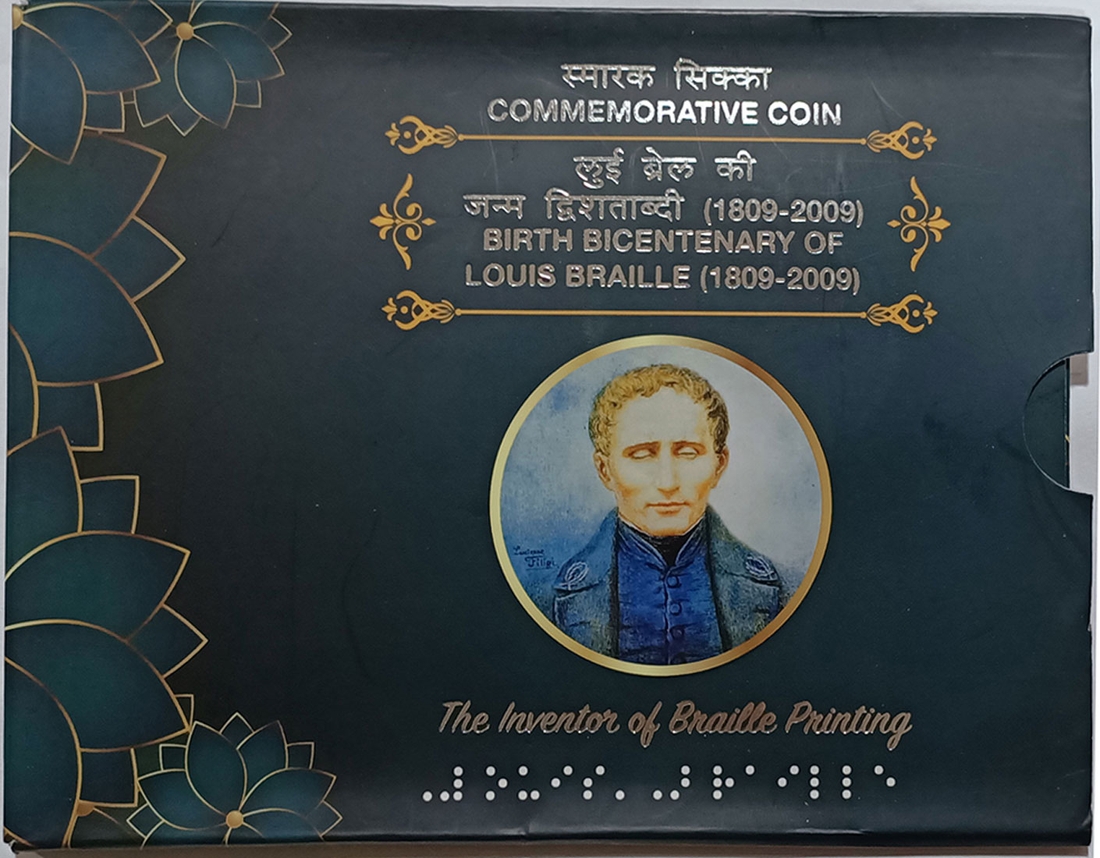 स्मारक सिक्का
COMMEMORATIVE COIN
लुई ब्रेल की
जन्म द्विशताब्दी (1809-2009)
BIRTH BICENTENARY OF
LOUIS BRAILLE (1809-2009)
The Inventor of Braille Printing